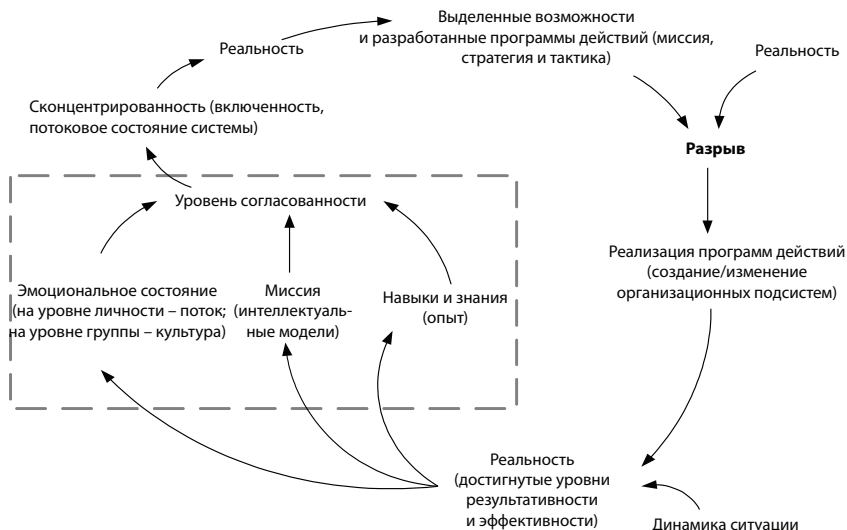 Выделенные возможности
и разработанные программы действий (миссия,
стратегия и тактика)
Реальность
Реальность
Сконцентрированность (включенность,
потоковое состояние системы)
Разрыв
Уровень согласованности
Реализация программ действий
(создание/изменение
организационных подсистем)
Эмоциональное состояние
(на уровне личности – поток;
на уровне группы – культура)
Миссия
(интеллектуаль-
ные модели)
Навыки и знания
(опыт)
Реальность
(достигнутые уровни
результативности
и эффективности)
Динамика ситуации